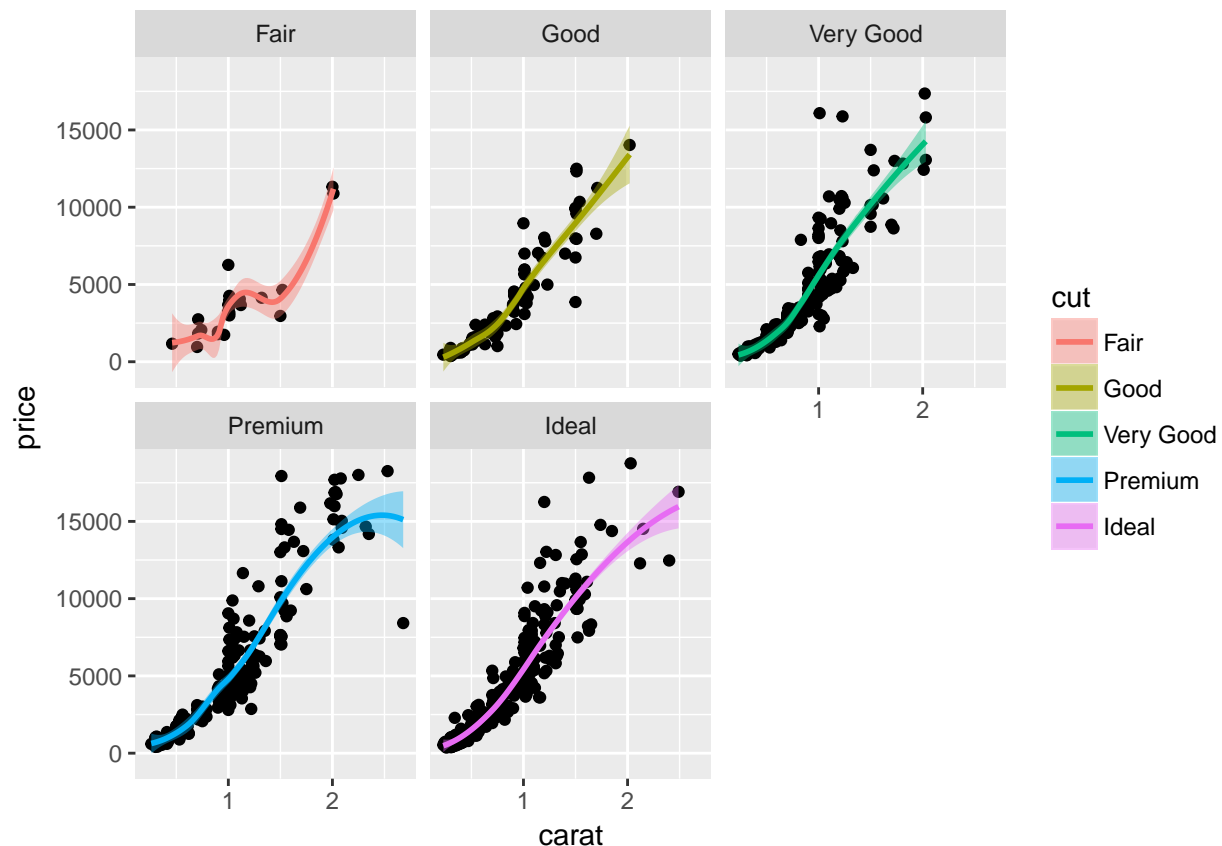 Fair
Good
Very Good
15000
10000
5000
0
1
2
Premium
Ideal
15000
10000
5000
0
1
2
1
2
price
carat
cut
Fair
Good
Very Good
Premium
Ideal